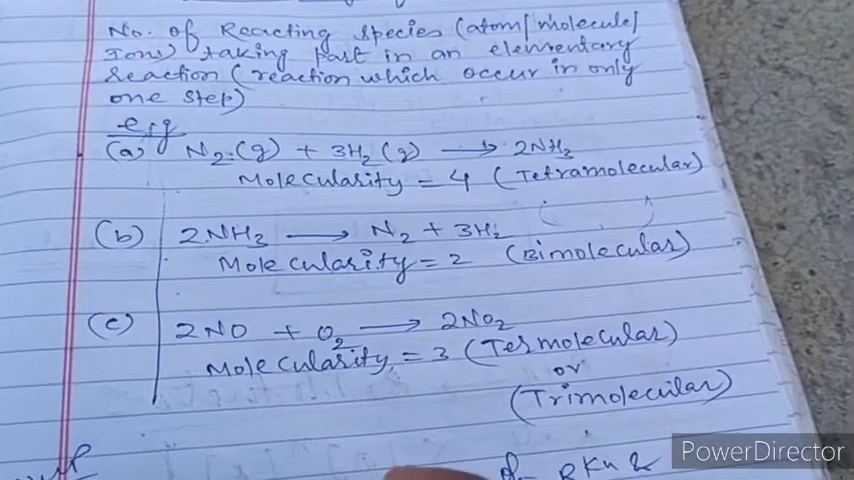 No. of Reacting species (atom/molecule/
Ions) taking part in an elementary
reaction (reaction which occur in only
one step)
e.g
(a) N2(g) + 3H2(g) → 2NH3
Molecularity = 4 (Tetramolecular)
(b) 2NH3 → N2 + 3H2
Molecularity = 2 (Bimolecular)
(c) 2NO + O2 → 2NO2
Molecularity = 3 (Termolecular)
or
(Trimolecular)
PowerDirector